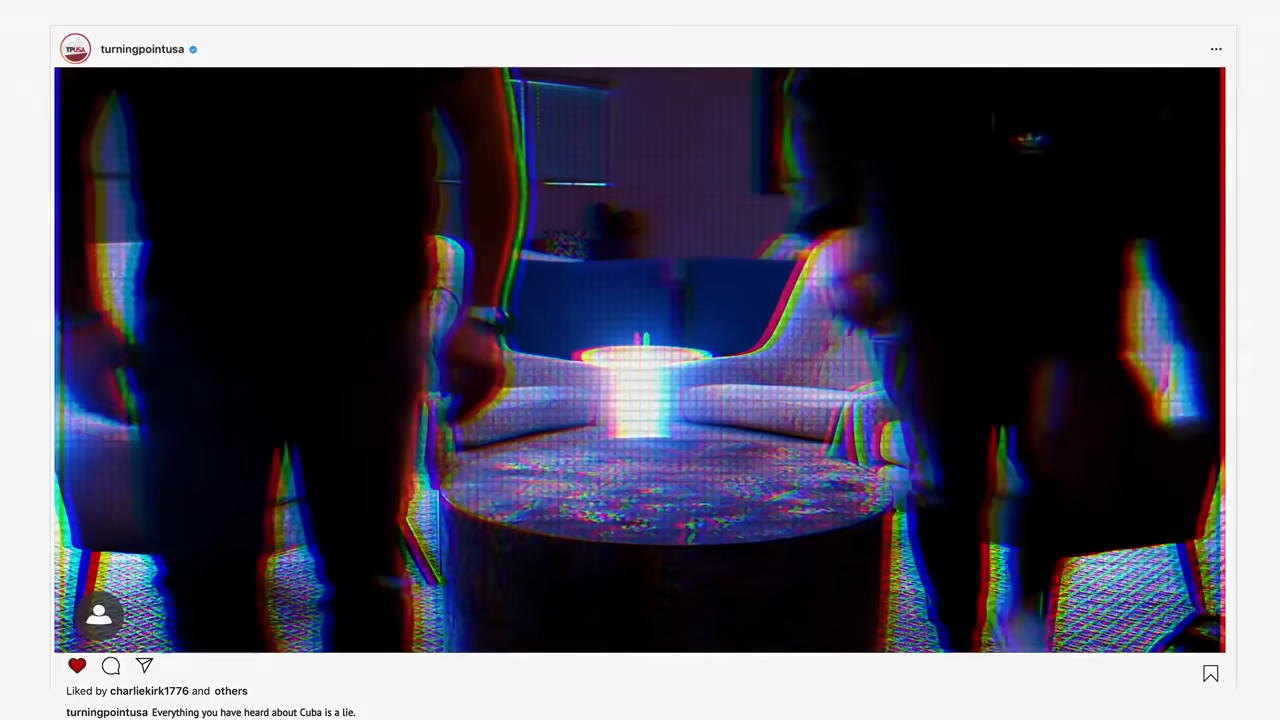 TPUSA
turningpointusa
Liked by charliekirk1776 and others
turningpointusa Everything you have heard about Cuba is a lie.